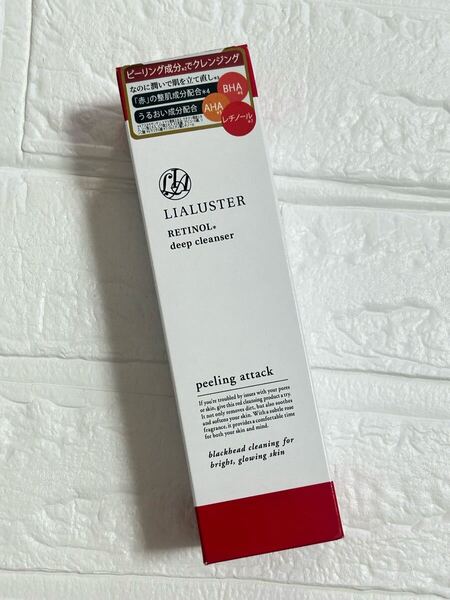 ピーリング成分※2でクレンジング
なのに潤いで肌を立て直し※3
「赤」の整肌成分配合※4
うるおい成分配合
BHA
AHA
レチノール
LA
LIALUSTER
RETINOL※
deep cleanser
peeling attack
If you're troubled by issues with your pores
or skin, give this red cleansing product a try.
It not only removes dirt, but also soothes
and softens your skin. With a subtle rose
fragrance, it provides a comfortable time
for both your skin and mind.
blackhead cleaning for
bright, glowing skin